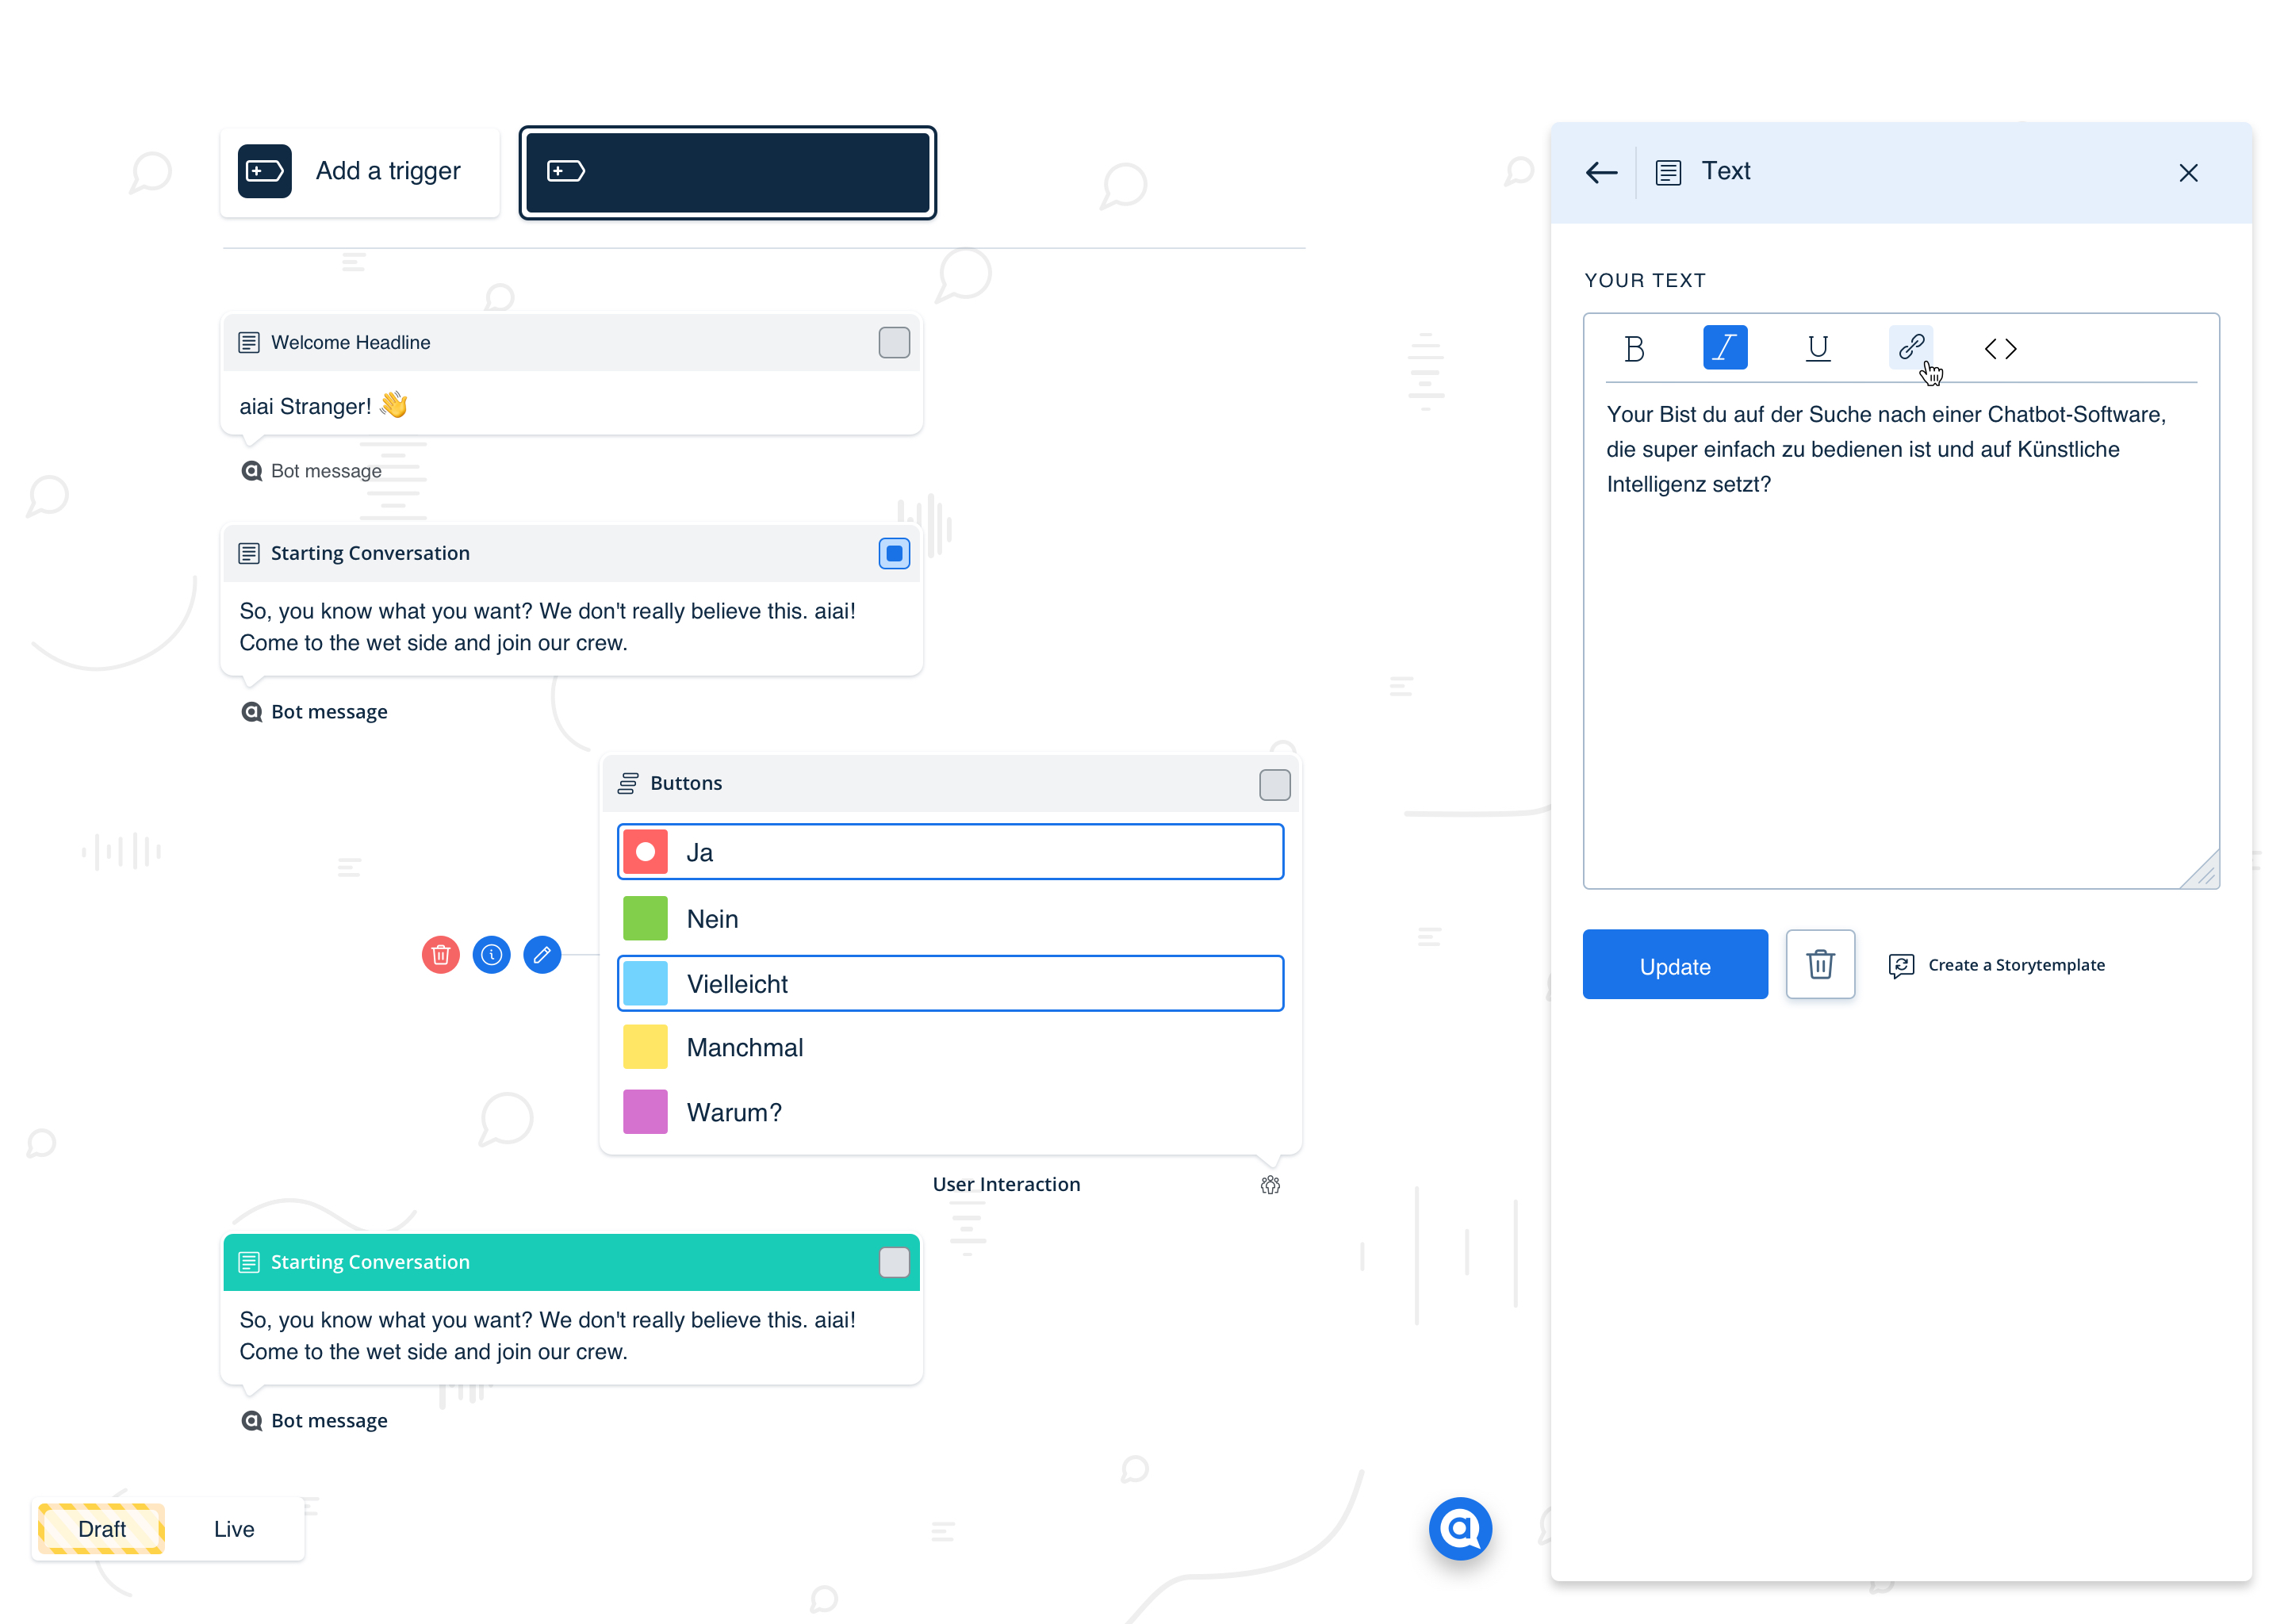 Add a trigger
Welcome Headline
aiai Stranger! 👋
Bot message
Starting Conversation
So, you know what you want? We don't really believe this. aiai!
Come to the wet side and join our crew.
Bot message
Buttons
Ja
Nein
Vielleicht
Manchmal
Warum?
User Interaction
Starting Conversation
So, you know what you want? We don't really believe this. aiai!
Come to the wet side and join our crew.
Bot message
Draft
Live
Text
YOUR TEXT
B I U < >
Your Bist du auf der Suche nach einer Chatbot-Software,
die super einfach zu bedienen ist und auf Künstliche
Intelligenz setzt?
Update
Create a Storytemplate